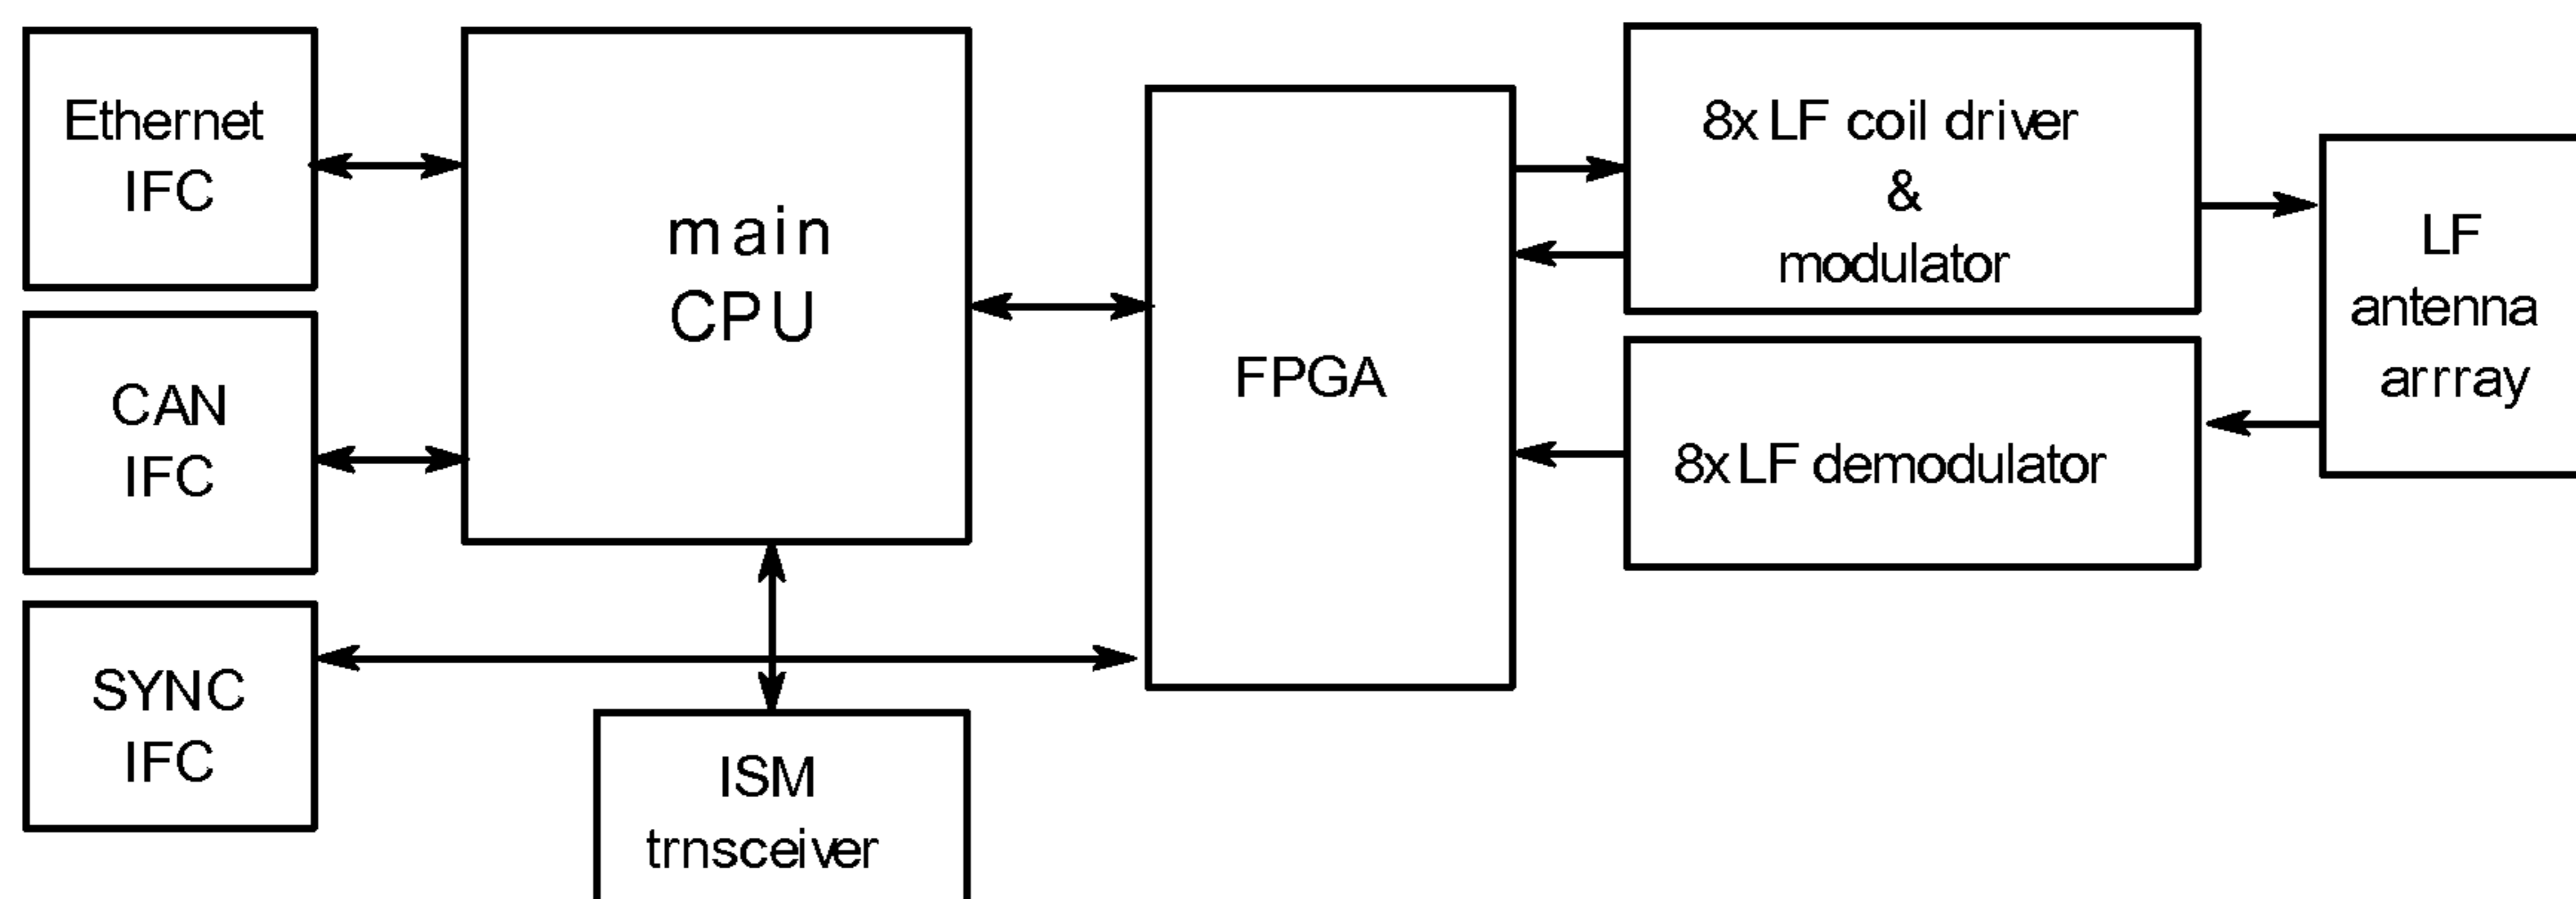 Ethernet
IFC
main
CPU
8x LF coil driver
&
modulator
LF
antenna
arrray
FPGA
CAN
IFC
8x LF demodulator
SYNC
IFC
ISM
trnsceiver